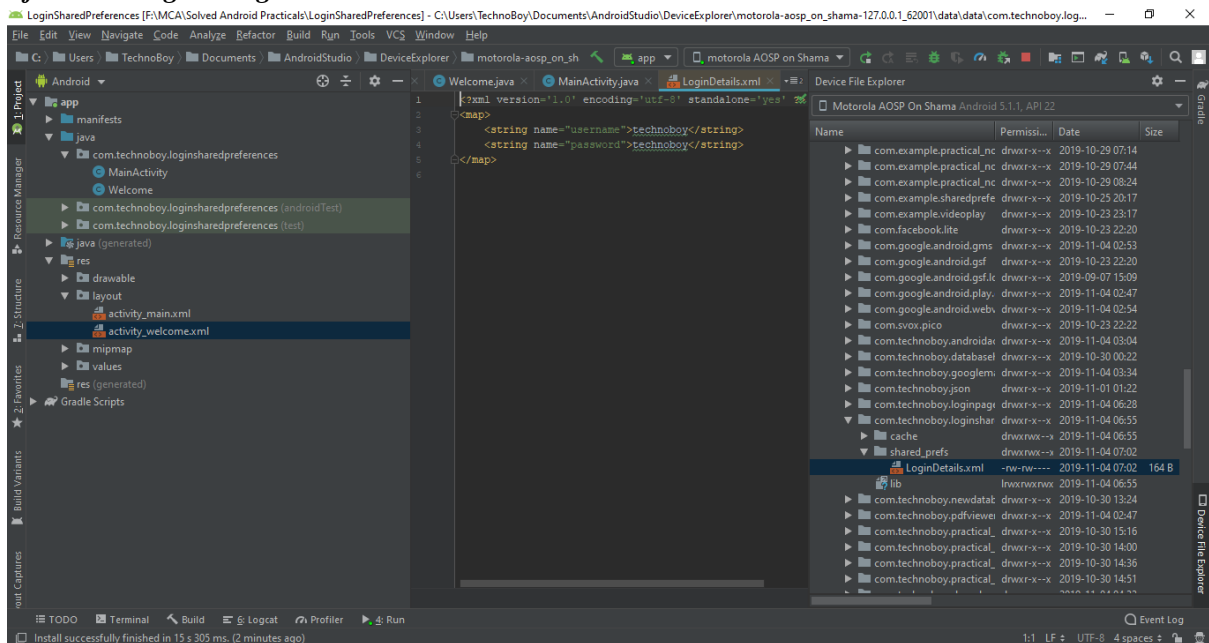 LoginSharedPreferences [F:\MCA\Solved Android Practicals\LoginSharedPreferences] - C:\Users\TechnoBoy\Documents\AndroidStudio\DeviceExplorer\motorola-aosp_on_shama-127.0.0.1_62001\data\data\com.technoboy.log...
File Edit View Navigate Code Analyze Refactor Build Run Tools VCS Window Help
C: Users TechnoBoy Documents AndroidStudio DeviceExplorer motorola-aosp_on_sh app motorola AOSP on Shama
Android
Welcome.java MainActivity.java LoginDetails.xml 2
Device File Explorer
1: Project
Resource Manager
7: Structure
2: Favorites
Build Variants
out Captures
app
manifests
java
com.technoboy.loginsharedpreferences
MainActivity
Welcome
com.technoboy.loginsharedpreferences (androidTest)
com.technoboy.loginsharedpreferences (test)
java (generated)
res
drawable
layout
activity_main.xml
activity_welcome.xml
mipmap
values
res (generated)
Gradle Scripts
1 <?xml version='1.0' encoding='utf-8' standalone='yes'
2 <map>
3 <string name="username">technoboy</string>
4 <string name="password">technoboy</string>
5 </map>
6
Motorola AOSP On Shama Android 5.1.1, API 22
Name Permissi... Date Size
com.example.practical_nc drwxr-x--x 2019-10-29 07:14
com.example.practical_nc drwxr-x--x 2019-10-29 07:44
com.example.practical_nc drwxr-x--x 2019-10-29 08:24
com.example.sharedprefe drwxr-x--x 2019-10-25 20:17
com.example.videoplay drwxr-x--x 2019-10-23 23:17
com.facebook.lite drwxr-x--x 2019-10-23 22:20
com.google.android.gms drwxr-x--x 2019-11-04 02:53
com.google.android.gsf drwxr-x--x 2019-10-23 22:20
com.google.android.gsf.lc drwxr-x--x 2019-09-07 15:09
com.google.android.play. drwxr-x--x 2019-11-04 02:47
com.google.android.webv drwxr-x--x 2019-11-04 02:54
com.svox.pico drwxr-x--x 2019-10-23 22:22
com.technoboy.androidac drwxr-x--x 2019-11-04 03:04
com.technoboy.databasel drwxr-x--x 2019-10-30 00:22
com.technoboy.googlem: drwxr-x--x 2019-11-04 03:34
com.technoboy.json drwxr-x--x 2019-11-01 01:22
com.technoboy.loginpage drwxr-x--x 2019-11-04 06:28
com.technoboy.loginshar drwxr-x--x 2019-11-04 06:55
cache drwxrwx--x 2019-11-04 06:55
shared_prefs drwxrwx--x 2019-11-04 07:02
LoginDetails.xml -rw-rw---- 2019-11-04 07:02 164 B
lib lrwxrwxrwx 2019-11-04 06:55
com.technoboy.newdatab drwxr-x--x 2019-10-30 13:24
com.technoboy.pdfviewer drwxr-x--x 2019-11-04 02:47
com.technoboy.practical_ drwxr-x--x 2019-10-30 15:16
com.technoboy.practical_ drwxr-x--x 2019-10-30 14:00
com.technoboy.practical_ drwxr-x--x 2019-10-30 14:36
com.technoboy.practical_ drwxr-x--x 2019-10-30 14:51
Gradle
Device File Explorer
TODO Terminal Build 6: Logcat Profiler 4: Run Event Log
Install successfully finished in 15 s 305 ms. (2 minutes ago) 1:1 LF UTF-8 4 spaces